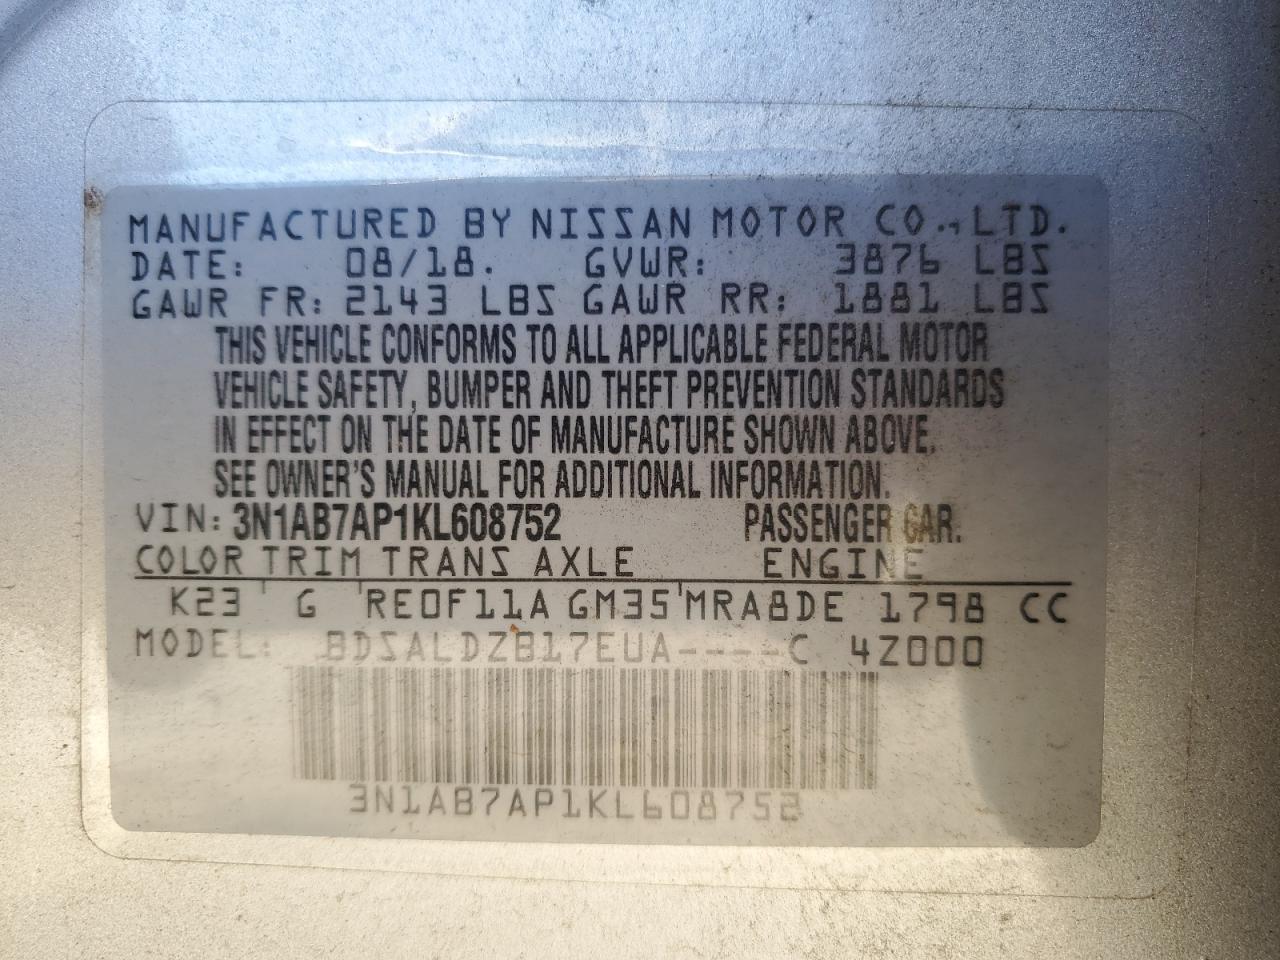 MANUFACTURED BY NISSAN MOTOR CO., LTD.
DATE: 08/18. GVWR: 3876 LBS
GAWR FR: 2143 LBS GAWR RR: 1881 LBS
THIS VEHICLE CONFORMS TO ALL APPLICABLE FEDERAL MOTOR
VEHICLE SAFETY, BUMPER AND THEFT PREVENTION STANDARDS
IN EFFECT ON THE DATE OF MANUFACTURE SHOWN ABOVE.
SEE OWNER'S MANUAL FOR ADDITIONAL INFORMATION.
VIN: 3N1AB7AP1KL608752 PASSENGER CAR.
COLOR TRIM TRANS AXLE ENGINE
K23 G RE0F11A GM35 MRA8DE 1798 CC
MODEL: BDSALDZB17EUA----C 4Z000
3N1AB7AP1KL608752